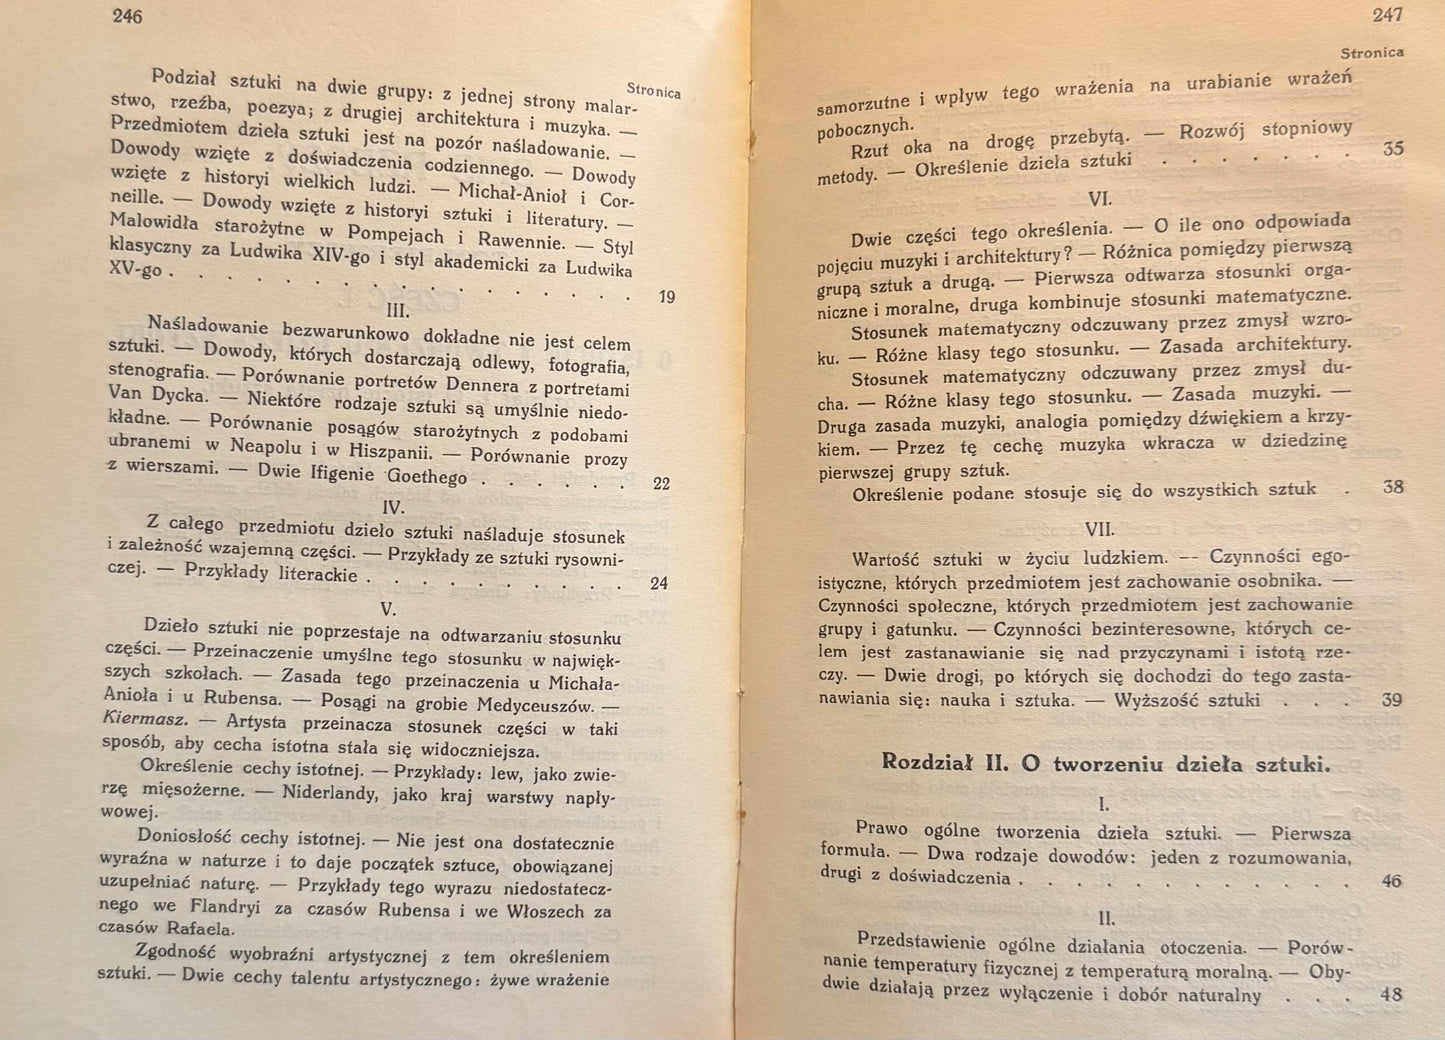 246
Stronica
Podział sztuki na dwie grupy: z jednej strony malar-
stwo, rzeźba, poezya; z drugiej architektura i muzyka. —
Przedmiotem dzieła sztuki jest na pozór naśladowanie. —
Dowody wzięte z doświadczenia codziennego. — Dowody
wzięte z historyi wielkich ludzi. — Michał-Anioł i Cor-
neille. — Dowody wzięte z historyi sztuki i literatury. —
Malowidła starożytne w Pompejach i Rawennie. — Styl
klasyczny za Ludwika XIV-go i styl akademicki za Ludwika
XV-go . . . . . . . . . . . . . . . . . 19
III.
Naśladowanie bezwarunkowo dokładne nie jest celem
sztuki. — Dowody, których dostarczają odlewy, fotografia,
stenografia. — Porównanie portretów Dennera z portretami
Van Dycka. — Niektóre rodzaje sztuki są umyślnie niedo-
kładne. — Porównanie posągów starożytnych z podobami
ubranemi w Neapolu i w Hiszpanii. — Porównanie prozy
z wierszami. — Dwie Ifigenie Goethego . . . . . . 22
IV.
Z całego przedmiotu dzieło sztuki naśladuje stosunek
i zależność wzajemną części. — Przykłady ze sztuki rysowni-
czej. — Przykłady literackie . . . . . . . . . . 24
V.
Dzieło sztuki nie poprzestaje na odtwarzaniu stosunku
części. — Przeinaczenie umyślne tego stosunku w najwięk-
szych szkołach. — Zasada tego przeinaczenia u Michała-
Anioła i u Rubensa. — Posągi na grobie Medyceuszów. —
Kiermasz. — Artysta przeinacza stosunek części w taki
sposób, aby cecha istotna stała się widoczniejsza.
Określenie cechy istotnej. — Przykłady: lew, jako zwie-
rzę mięsożerne. — Niderlandy, jako kraj warstwy napły-
wowej.
Doniosłość cechy istotnej. — Nie jest ona dostatecznie
wyraźna w naturze i to daje początek sztuce, obowiązanej
uzupełniać naturę. — Przykłady tego wyrazu niedostatecz-
nego we Flandryi za czasów Rubensa i we Włoszech za
czasów Rafaela.
Zgodność wyobraźni artystycznej z tem określeniem
sztuki. — Dwie cechy talentu artystycznego: żywe wrażenie
247
Stronica
samorzutne i wpływ tego wrażenia na urabianie wrażeń
pobocznych.
Rzut oka na drogę przebytą. — Rozwój stopniowy
metody. — Określenie dzieła sztuki . . . . . . . 35
VI.
Dwie części tego określenia. — O ile ono odpowiada
pojęciu muzyki i architektury? — Różnica pomiędzy pierwszą
grupą sztuk a drugą. — Pierwsza odtwarza stosunki orga-
niczne i moralne, druga kombinuje stosunki matematyczne.
Stosunek matematyczny odczuwany przez zmysł wzro-
ku. — Różne klasy tego stosunku. — Zasada architektury.
Stosunek matematyczny odczuwany przez zmysł du-
cha. — Różne klasy tego stosunku. — Zasada muzyki. —
Druga zasada muzyki, analogia pomiędzy dźwiękiem a krzy-
kiem. — Przez tę cechę muzyka wkracza w dziedzinę
pierwszej grupy sztuk.
Określenie podane stosuje się do wszystkich sztuk . 38
VII.
Wartość sztuki w życiu ludzkiem. — Czynności ego-
istyczne, których przedmiotem jest zachowanie osobnika. —
Czynności społeczne, których przedmiotem jest zachowanie
grupy i gatunku. — Czynności bezinteresowne, których ce-
lem jest zastanawianie się nad przyczynami i istotą rze-
czy. — Dwie drogi, po których się dochodzi do tego zasta-
nawiania się: nauka i sztuka. — Wyższość sztuki . . . 39
Rozdział II. O tworzeniu dzieła sztuki.
I.
Prawo ogólne tworzenia dzieła sztuki. — Pierwsza
formuła. — Dwa rodzaje dowodów: jeden z rozumowania,
drugi z doświadczenia . . . . . . . . . . . . 46
II.
Przedstawienie ogólne działania otoczenia. — Porów-
nanie temperatury fizycznej z temperaturą moralną. — Oby-
dwie działają przez wyłączenie i dobór naturalny . . . 48